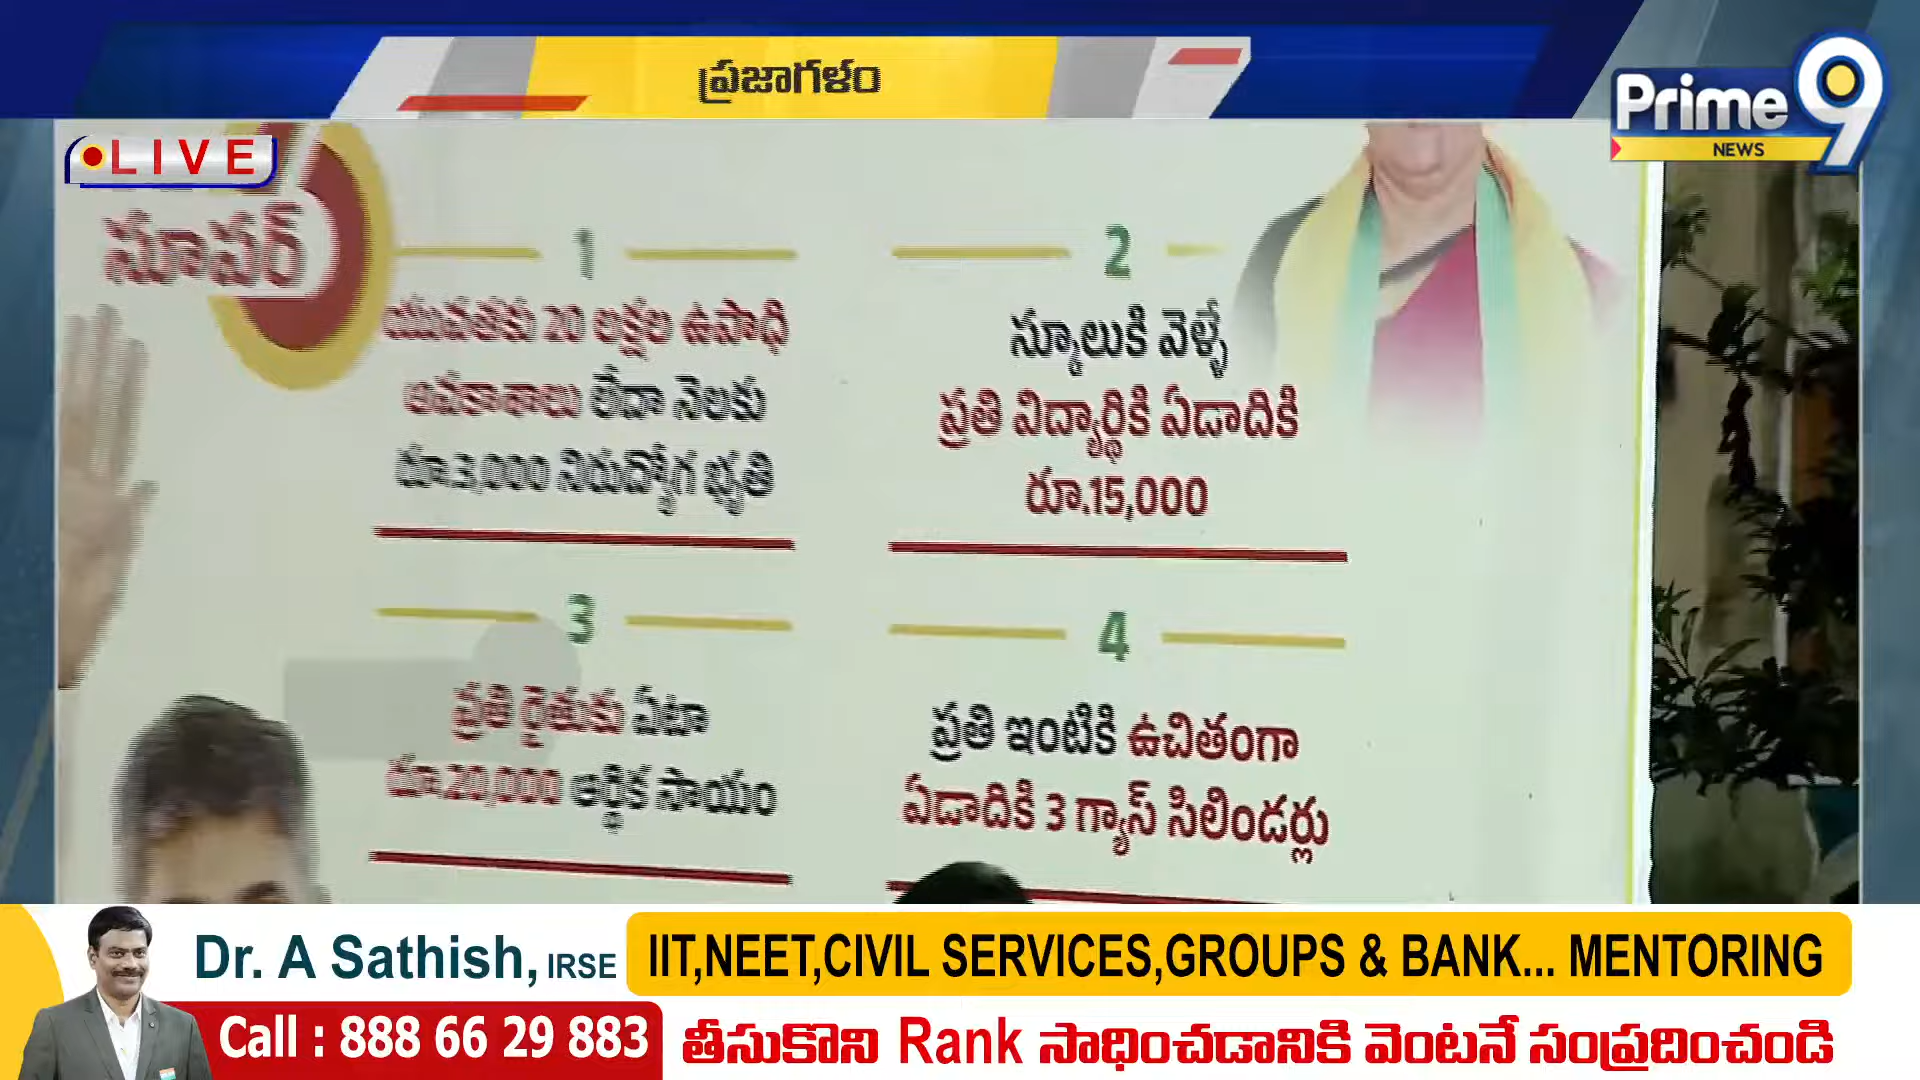 ప్రజాగళం
Prime9
NEWS
LIVE
సూపర్
1
యువతకు 20 లక్షల ఉపాధి
అవకాశాలు లేదా నెలకు
రూ.3,000 నిరుద్యోగ భృతి
2
స్కూలుకి వెళ్ళే
ప్రతి విద్యార్థికి ఏడాదికి
రూ.15,000
3
ప్రతి రైతుకు ఏటా
రూ.20,000 ఆర్థిక సాయం
4
ప్రతి ఇంటికి ఉచితంగా
ఏడాదికి 3 గ్యాస్ సిలిండర్లు
Dr. A Sathish, IRSE
IIT,NEET,CIVIL SERVICES,GROUPS & BANK... MENTORING
Call : 888 66 29 883
తీసుకొని Rank సాధించడానికి వెంటనే సంప్రదించండి